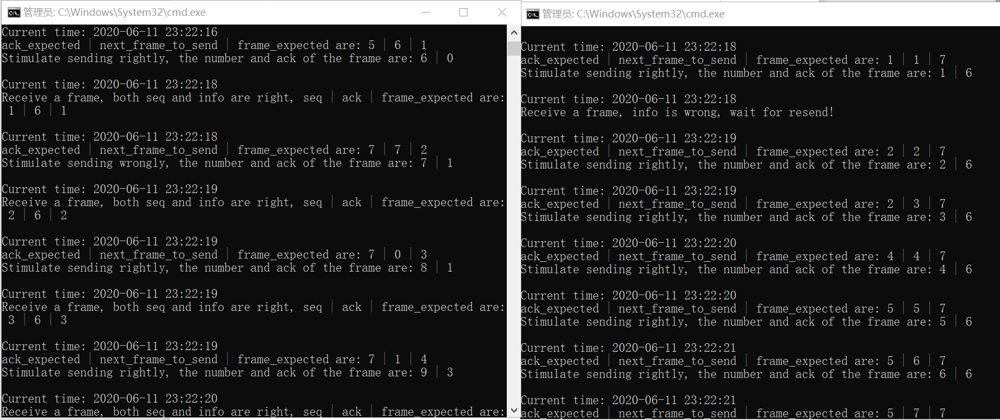 管理员: C:\Windows\System32\cmd.exe
Current time: 2020-06-11 23:22:16
ack_expected | next_frame_to_send | frame_expected are: 5 | 6 | 1
Stimulate sending rightly, the number and ack of the frame are: 6 | 0
Current time: 2020-06-11 23:22:18
Receive a frame, both seq and info are right, seq | ack | frame_expected are:
1 | 6 | 1
Current time: 2020-06-11 23:22:18
ack_expected | next_frame_to_send | frame_expected are: 7 | 7 | 2
Stimulate sending wrongly, the number and ack of the frame are: 7 | 1
Current time: 2020-06-11 23:22:19
Receive a frame, both seq and info are right, seq | ack | frame_expected are:
2 | 6 | 2
Current time: 2020-06-11 23:22:19
ack_expected | next_frame_to_send | frame_expected are: 7 | 0 | 3
Stimulate sending rightly, the number and ack of the frame are: 8 | 1
Current time: 2020-06-11 23:22:19
Receive a frame, both seq and info are right, seq | ack | frame_expected are:
3 | 6 | 3
Current time: 2020-06-11 23:22:19
ack_expected | next_frame_to_send | frame_expected are: 7 | 1 | 4
Stimulate sending rightly, the number and ack of the frame are: 9 | 3
Current time: 2020-06-11 23:22:20
Receive a frame, both seq and info are right, seq | ack | frame_expected are:
管理员: C:\Windows\System32\cmd.exe
Current time: 2020-06-11 23:22:18
ack_expected | next_frame_to_send | frame_expected are: 1 | 1 | 7
Stimulate sending rightly, the number and ack of the frame are: 1 | 6
Current time: 2020-06-11 23:22:18
Receive a frame, info is wrong, wait for resend!
Current time: 2020-06-11 23:22:19
ack_expected | next_frame_to_send | frame_expected are: 2 | 2 | 7
Stimulate sending rightly, the number and ack of the frame are: 2 | 6
Current time: 2020-06-11 23:22:19
ack_expected | next_frame_to_send | frame_expected are: 2 | 3 | 7
Stimulate sending rightly, the number and ack of the frame are: 3 | 6
Current time: 2020-06-11 23:22:20
ack_expected | next_frame_to_send | frame_expected are: 4 | 4 | 7
Stimulate sending rightly, the number and ack of the frame are: 4 | 6
Current time: 2020-06-11 23:22:20
ack_expected | next_frame_to_send | frame_expected are: 5 | 5 | 7
Stimulate sending rightly, the number and ack of the frame are: 5 | 6
Current time: 2020-06-11 23:22:21
ack_expected | next_frame_to_send | frame_expected are: 5 | 6 | 7
Stimulate sending rightly, the number and ack of the frame are: 6 | 6
Current time: 2020-06-11 23:22:21
ack_expected | next_frame_to_send | frame_expected are: 5 | 7 | 7